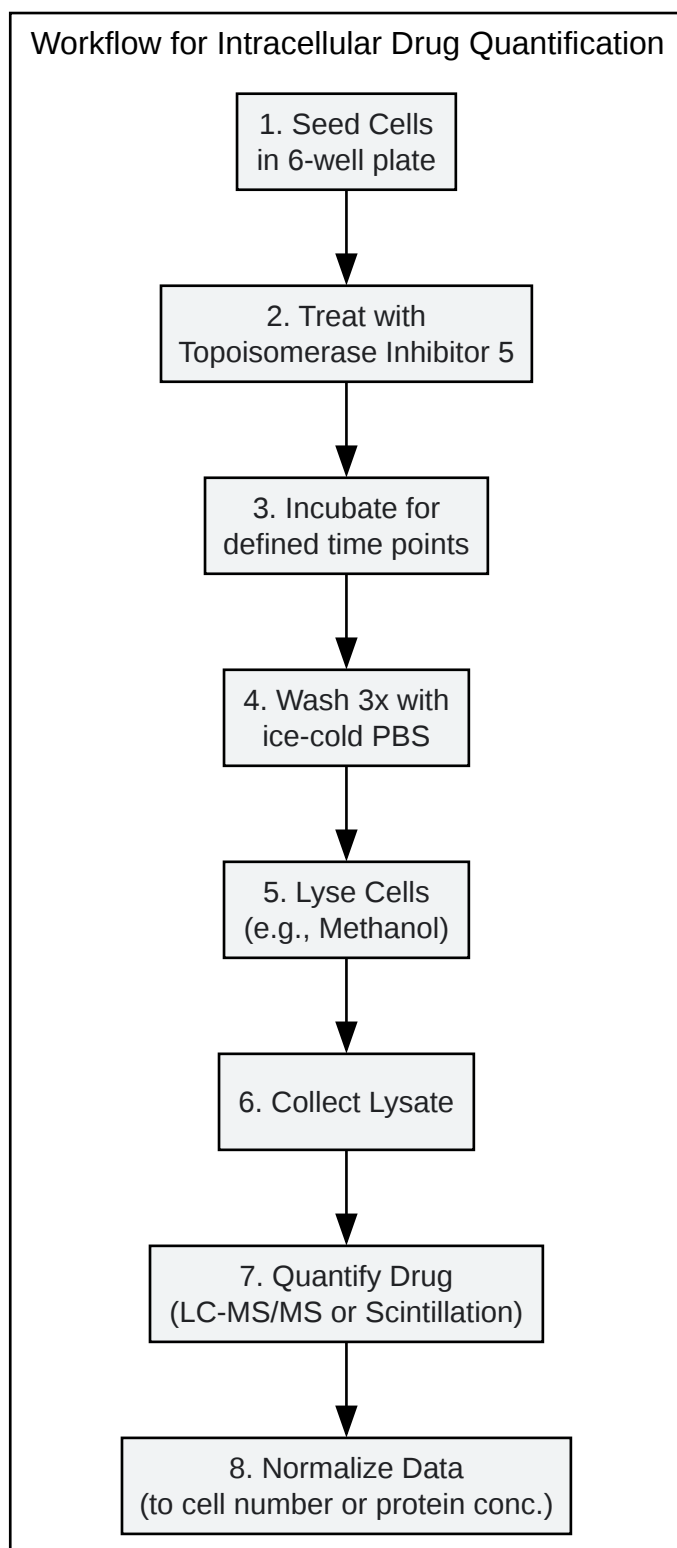 Workflow for Intracellular Drug Quantification
1. Seed Cells
in 6-well plate
2. Treat with
Topoisomerase Inhibitor 5
3. Incubate for
defined time points
4. Wash 3x with
ice-cold PBS
5. Lyse Cells
(e.g., Methanol)
6. Collect Lysate
7. Quantify Drug
(LC-MS/MS or Scintillation)
8. Normalize Data
(to cell number or protein conc.)